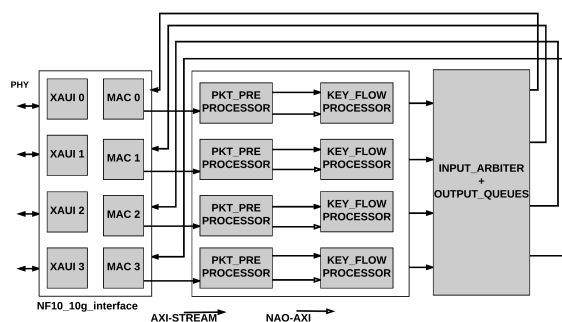 PHY
XAUI 0
MAC 0
PKT_PRE
PROCESSOR
KEY_FLOW
PROCESSOR
XAUI 1
MAC 1
PKT_PRE
PROCESSOR
KEY_FLOW
PROCESSOR
INPUT_ARBITER
+
OUTPUT_QUEUES
XAUI 2
MAC 2
PKT_PRE
PROCESSOR
KEY_FLOW
PROCESSOR
XAUI 3
MAC 3
PKT_PRE
PROCESSOR
KEY_FLOW
PROCESSOR
NF10_10g_interface
AXI-STREAM
NAO-AXI